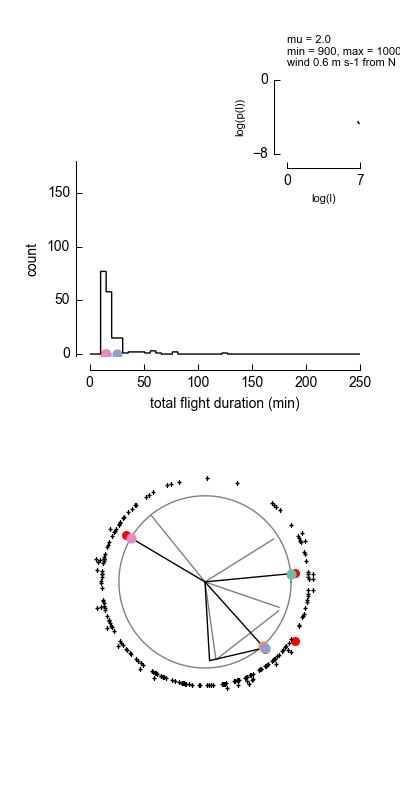 mu = 2.0
min = 900, max = 1000
wind 0.6 m s-1 from N
0
log(p(l))
−8
0 7
log(l)
150
100
count
50
0
0 50 100 150 200 250
total flight duration (min)